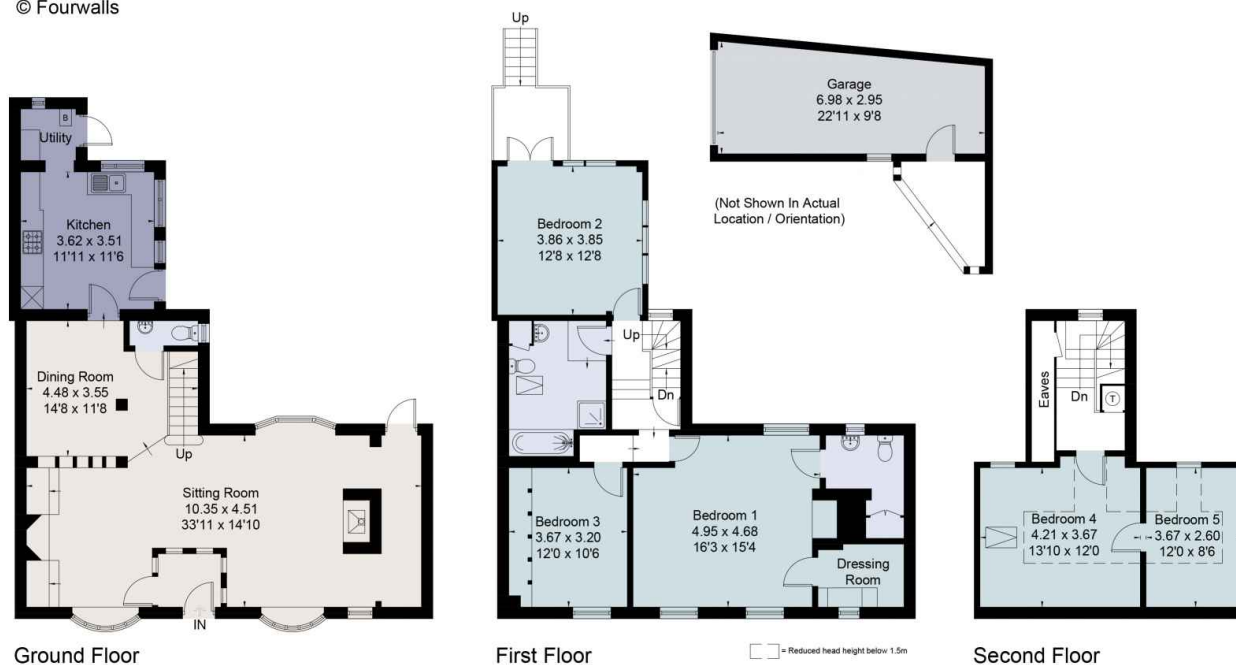 © Fourwalls
Utility
B
Kitchen
3.62 x 3.51
11'11 x 11'6
Dining Room
4.48 x 3.55
14'8 x 11'8
Up
Sitting Room
10.35 x 4.51
33'11 x 14'10
IN
Ground Floor
Up
Bedroom 2
3.86 x 3.85
12'8 x 12'8
Up
Dn
Bedroom 3
3.67 x 3.20
12'0 x 10'6
Bedroom 1
4.95 x 4.68
16'3 x 15'4
Dressing
Room
First Floor
= Reduced head height below 1.5m
Garage
6.98 x 2.95
22'11 x 9'8
(Not Shown In Actual
Location / Orientation)
Eaves
Dn
T
Bedroom 4
4.21 x 3.67
13'10 x 12'0
Bedroom 5
3.67 x 2.60
12'0 x 8'6
Second Floor